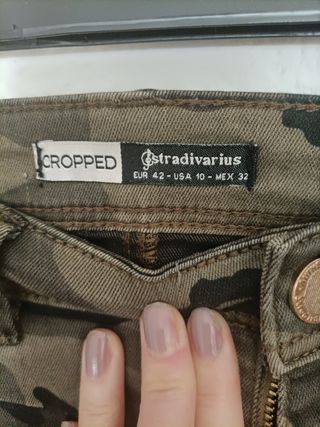 CROPPED
stradivarius
EUR 42 - USA 10 - MEX 32